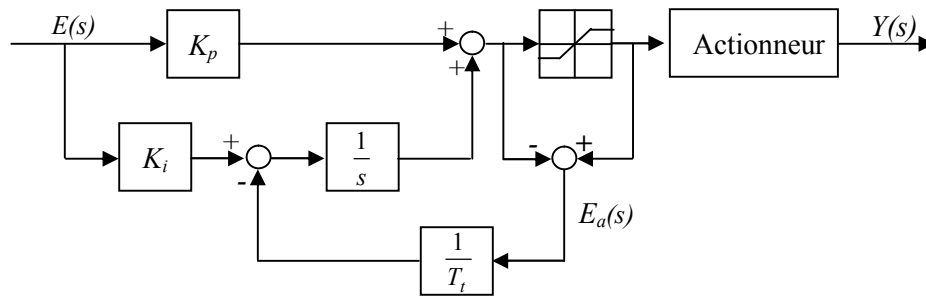 E(s)
K_p
+
+
Actionneur
Y(s)
K_i
+
-
1/s
-
+
E_a(s)
1/T_t